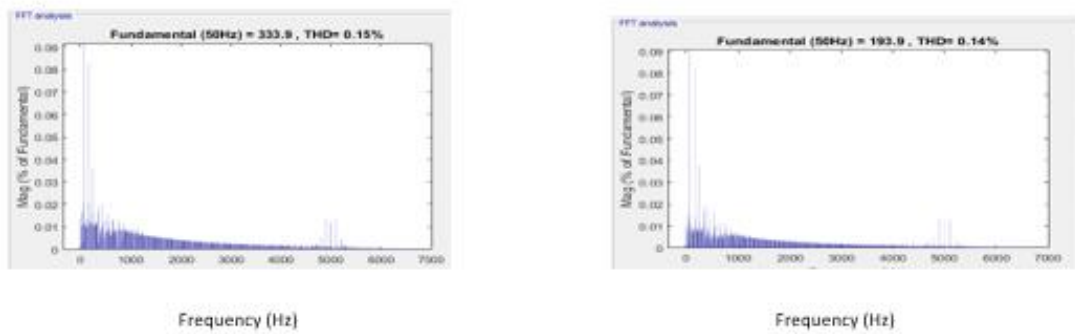 FFT analysis
Fundamental (50Hz) = 333.9 , THD= 0.15%
Mag (% of Fundamental)
0.09
0.08
0.07
0.06
0.05
0.04
0.03
0.02
0.01
0
0 1000 2000 3000 4000 5000 6000 7000
Frequency (Hz)
FFT analysis
Fundamental (50Hz) = 193.9 , THD= 0.14%
Mag (% of Fundamental)
0.09
0.08
0.07
0.06
0.05
0.04
0.03
0.02
0.01
0
0 1000 2000 3000 4000 5000 6000 7000
Frequency (Hz)